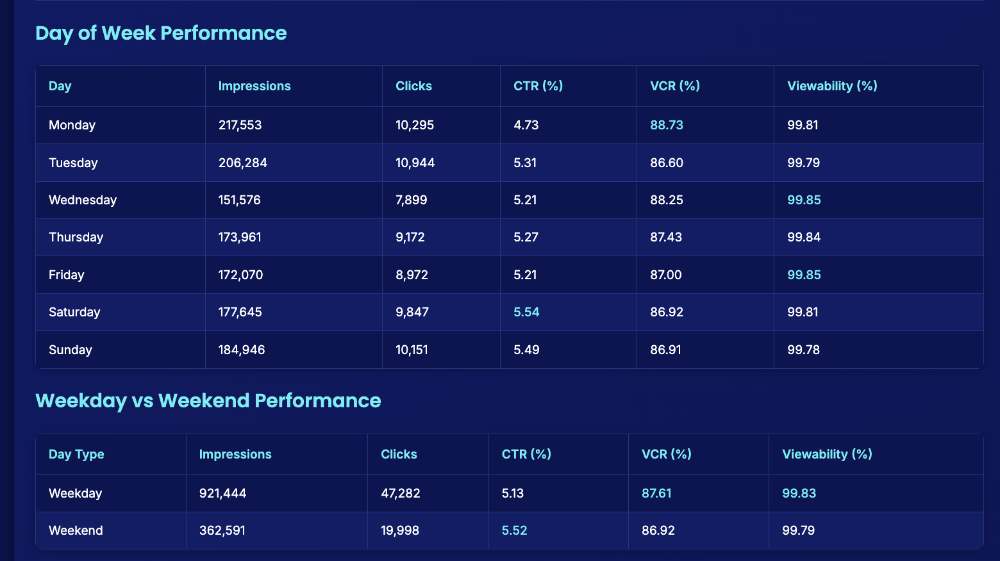 Day of Week Performance
Day Impressions Clicks CTR (%) VCR (%) Viewability (%)
Monday 217,553 10,295 4.73 88.73 99.81
Tuesday 206,284 10,944 5.31 86.60 99.79
Wednesday 151,576 7,899 5.21 88.25 99.85
Thursday 173,961 9,172 5.27 87.43 99.84
Friday 172,070 8,972 5.21 87.00 99.85
Saturday 177,645 9,847 5.54 86.92 99.81
Sunday 184,946 10,151 5.49 86.91 99.78
Weekday vs Weekend Performance
Day Type Impressions Clicks CTR (%) VCR (%) Viewability (%)
Weekday 921,444 47,282 5.13 87.61 99.83
Weekend 362,591 19,998 5.52 86.92 99.79